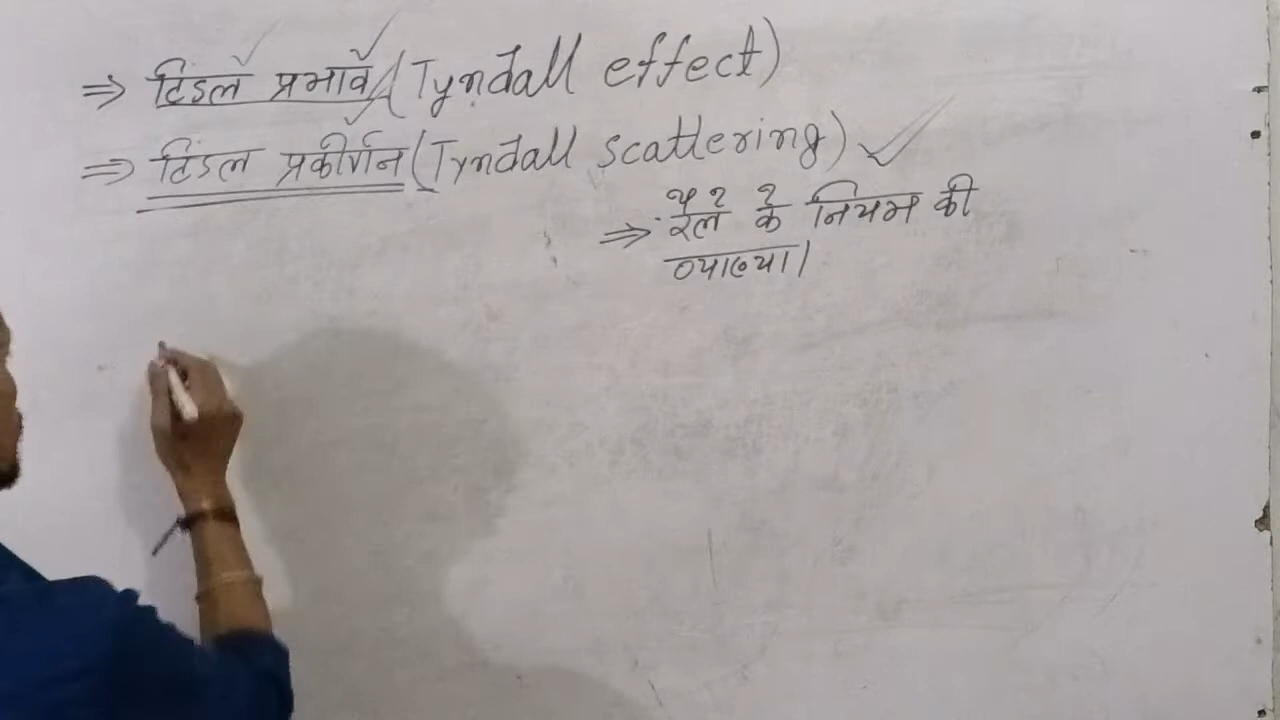 ⇒ टिंडल प्रभाव (Tyndall effect)
⇒ टिंडल प्रकीर्णन (Tyndall scattering)
⇒ रैले के नियम की
व्याख्या।